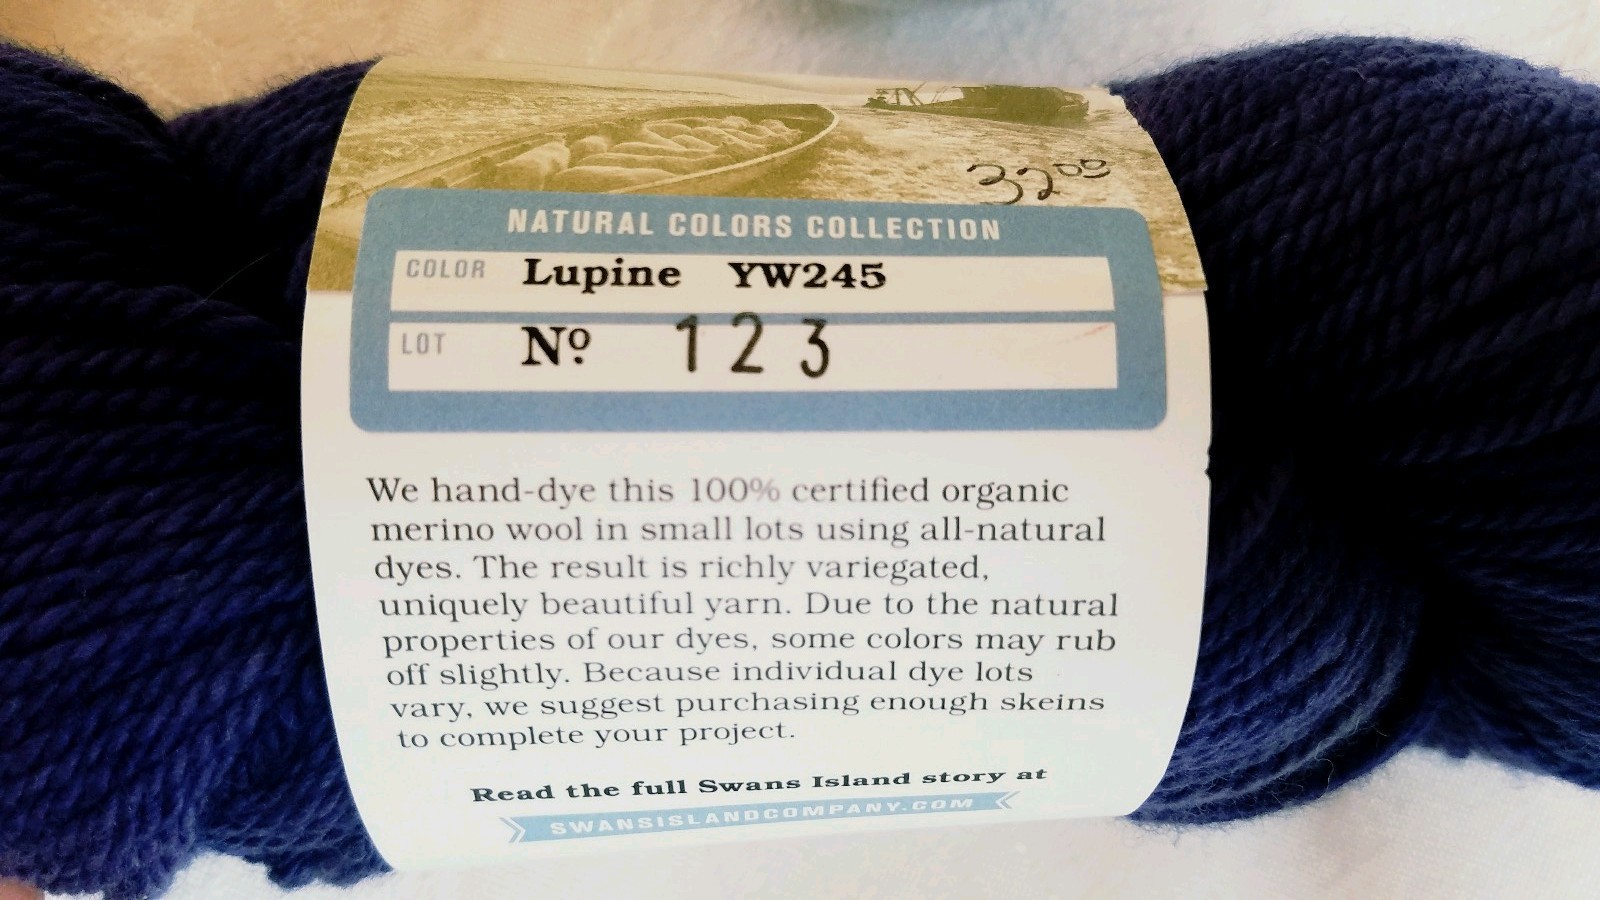 32⁰⁰
NATURAL COLORS COLLECTION
COLOR Lupine YW245
LOT Nº 123
We hand-dye this 100% certified organic
merino wool in small lots using all-natural
dyes. The result is richly variegated,
uniquely beautiful yarn. Due to the natural
properties of our dyes, some colors may rub
off slightly. Because individual dye lots
vary, we suggest purchasing enough skeins
to complete your project.
Read the full Swans Island story at
SWANSISLANDCOMPANY.COM